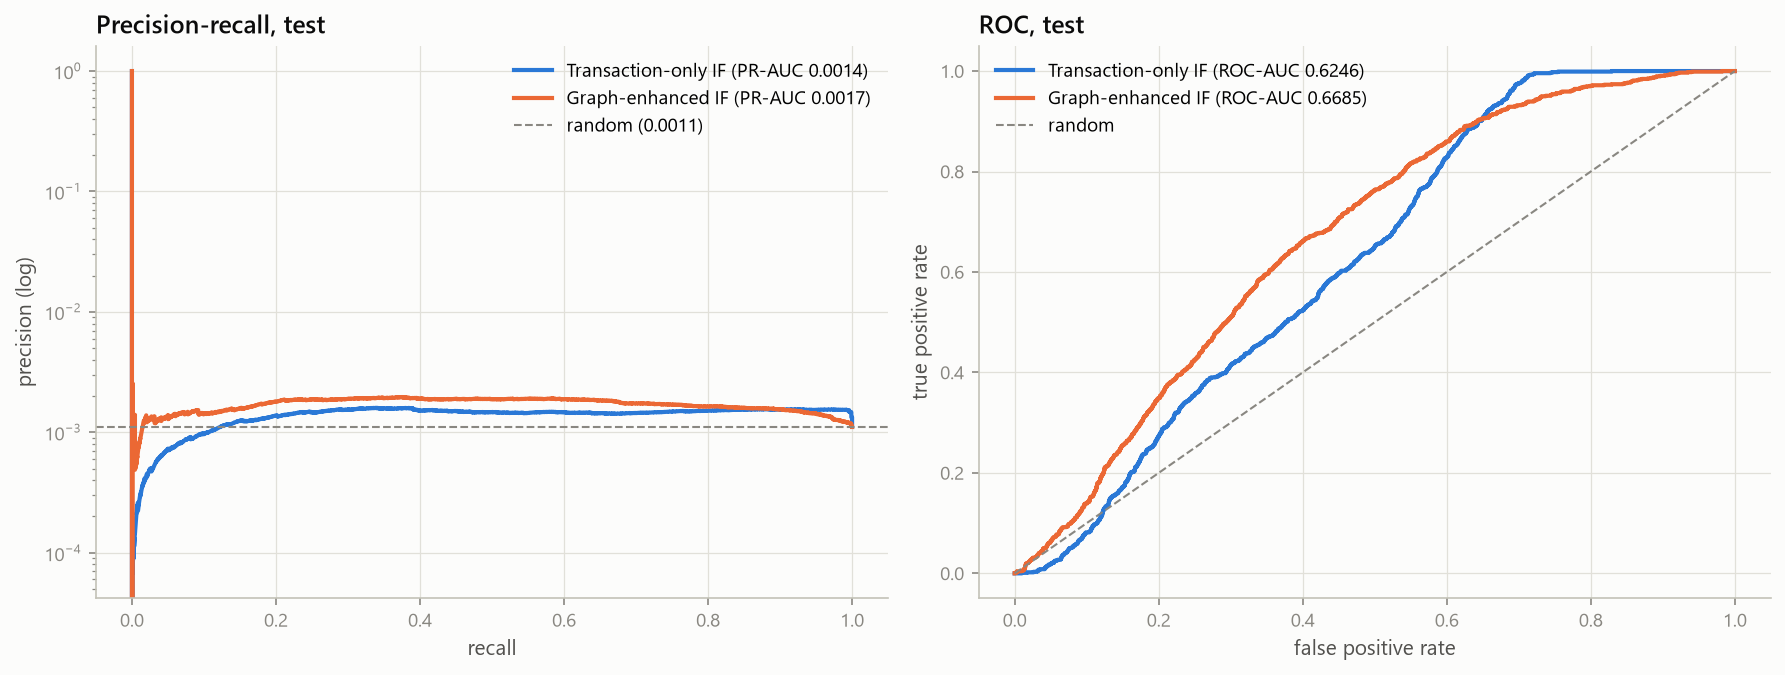 Precision-recall, test
Transaction-only IF (PR-AUC 0.0014)
Graph-enhanced IF (PR-AUC 0.0017)
random (0.0011)
10⁰
10⁻¹
10⁻²
10⁻³
10⁻⁴
precision (log)
0.0 0.2 0.4 0.6 0.8 1.0
recall
ROC, test
Transaction-only IF (ROC-AUC 0.6246)
Graph-enhanced IF (ROC-AUC 0.6685)
random
1.0
0.8
0.6
0.4
0.2
0.0
true positive rate
0.0 0.2 0.4 0.6 0.8 1.0
false positive rate